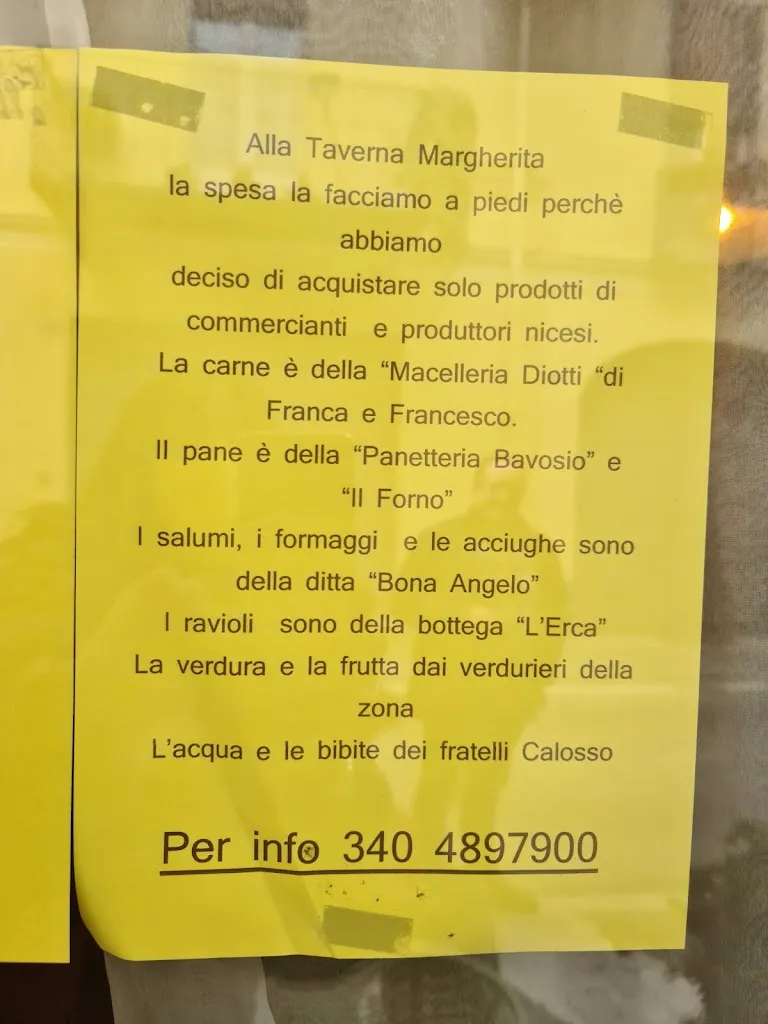 Alla Taverna Margherita
la spesa la facciamo a piedi perchè
abbiamo
deciso di acquistare solo prodotti di
commercianti e produttori nicesi.
La carne è della “Macelleria Diotti “di
Franca e Francesco.
Il pane è della “Panetteria Bavosio” e
“Il Forno”
I salumi, i formaggi e le acciughe sono
della ditta “Bona Angelo”
I ravioli sono della bottega “L’Erca”
La verdura e la frutta dai verdurieri della
zona
L’acqua e le bibite dei fratelli Calosso
Per info 340 4897900